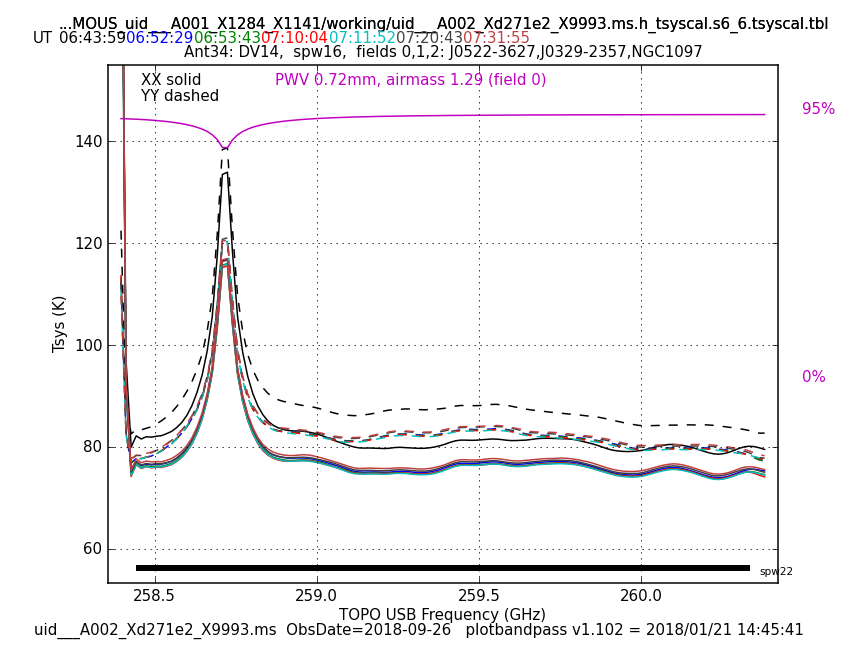 ...MOUS_uid___A001_X1284_X1141/working/uid___A002_Xd271e2_X9993.ms.h_tsyscal.s6_6.tsyscal.tbl
UT 06:43:59 06:52:29 06:53:43 07:10:04 07:11:52 07:20:43 07:31:55
Ant34: DV14, spw16, fields 0,1,2: J0522-3627,J0329-2357,NGC1097
XX solid
YY dashed
PWV 0.72mm, airmass 1.29 (field 0)
95%
0%
140
120
100
80
60
Tsys (K)
spw22
258.5 259.0 259.5 260.0
TOPO USB Frequency (GHz)
uid___A002_Xd271e2_X9993.ms ObsDate=2018-09-26 plotbandpass v1.102 = 2018/01/21 14:45:41